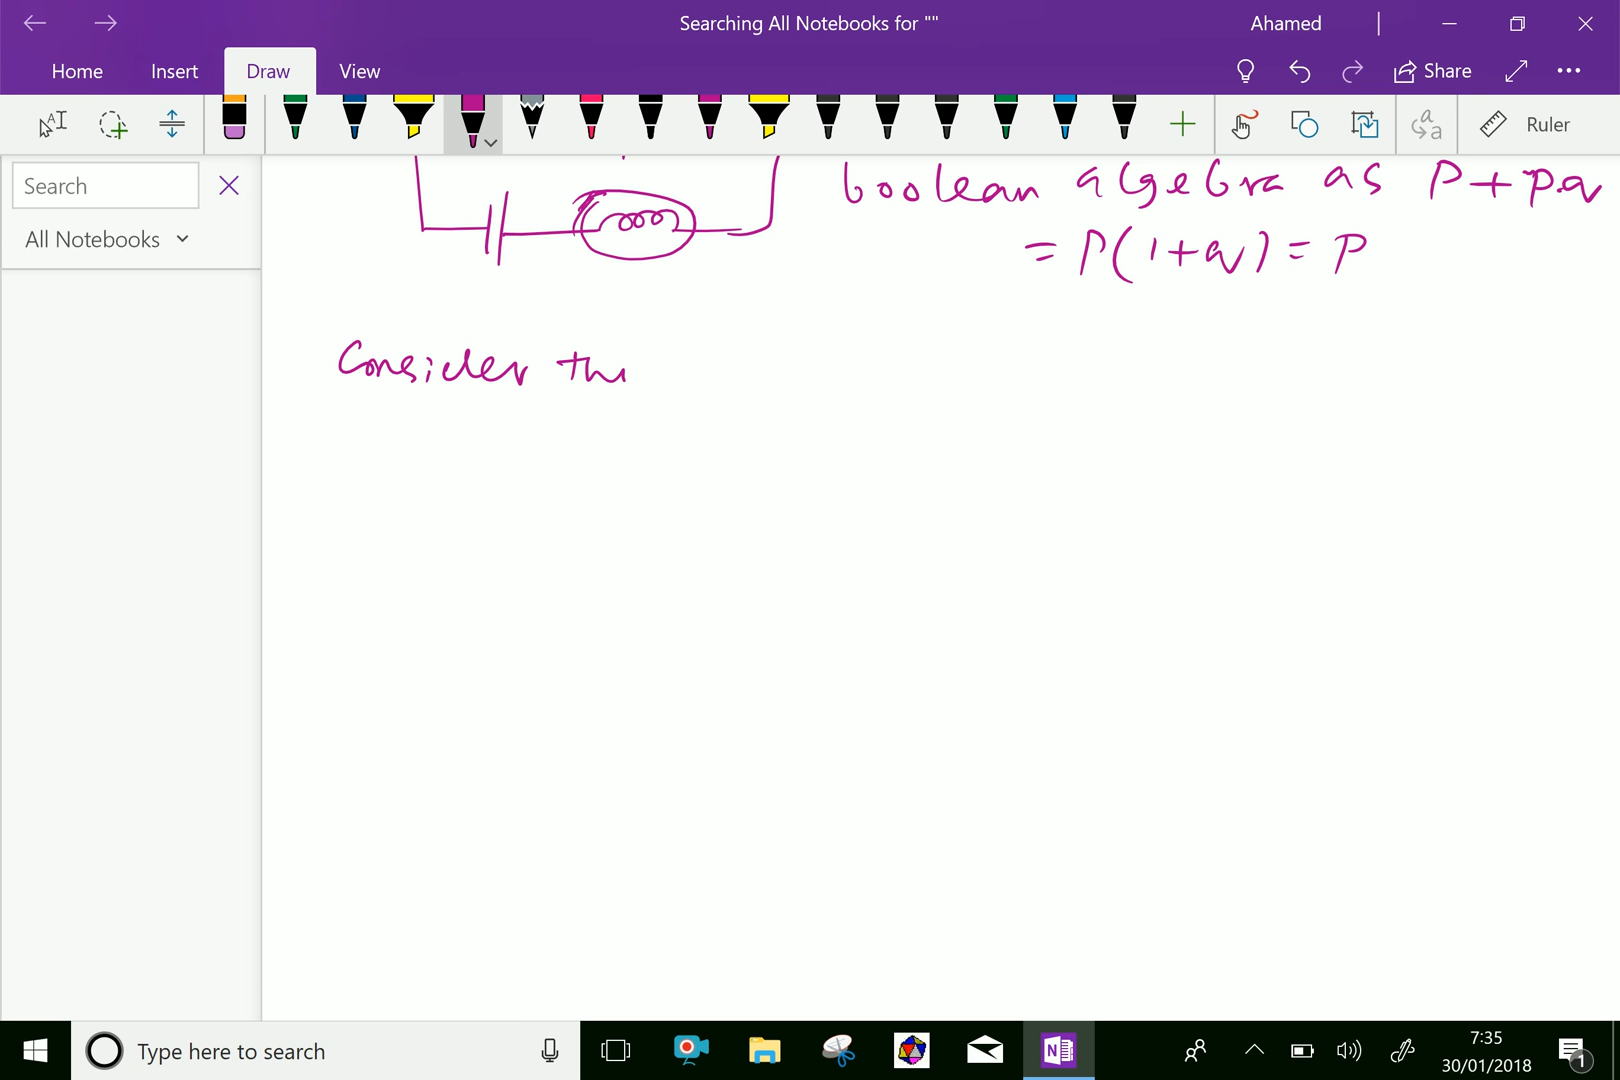 Searching All Notebooks for ""
Ahamed
Home Insert Draw View
Share
Ruler
Search
All Notebooks
boolean algebra as P+pq
= P(1+q) = P
Consider the
Type here to search
7:35
30/01/2018
1